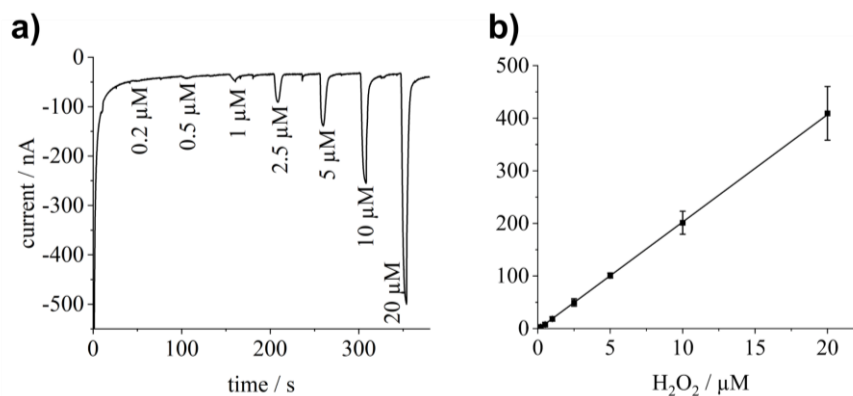 a)
0
-100
-200
-300
-400
-500
current / nA
0.2 µM
0.5 µM
1 µM
2.5 µM
5 µM
10 µM
20 µM
0
100
200
300
time / s
b)
500
400
300
200
100
0
0
5
10
15
20
H₂O₂ / µM